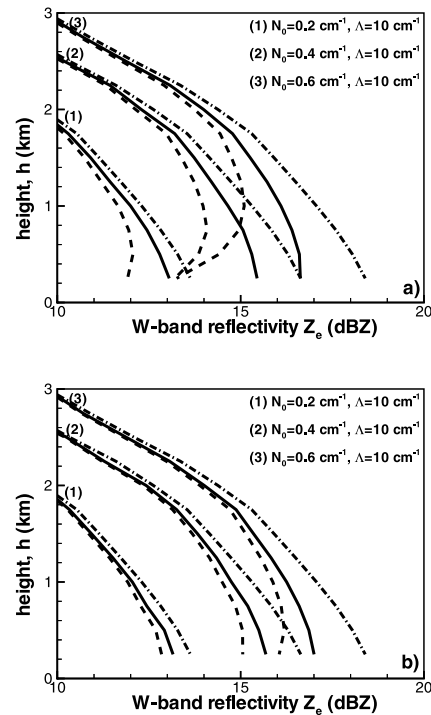 3
(3)
(1) N₀=0.2 cm⁻¹, Λ=10 cm⁻¹
(2)
(2) N₀=0.4 cm⁻¹, Λ=10 cm⁻¹
(3) N₀=0.6 cm⁻¹, Λ=10 cm⁻¹
2
(1)
height, h (km)
1
0
a)
10 15 20
W-band reflectivity Zₑ (dBZ)
3
(3)
(1) N₀=0.2 cm⁻¹, Λ=10 cm⁻¹
(2)
(2) N₀=0.4 cm⁻¹, Λ=10 cm⁻¹
(3) N₀=0.6 cm⁻¹, Λ=10 cm⁻¹
2
(1)
height, h (km)
1
0
b)
10 15 20
W-band reflectivity Zₑ (dBZ)